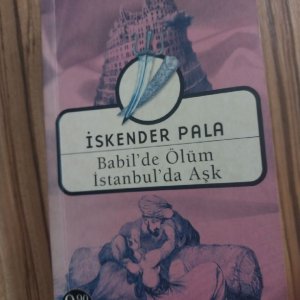 İSKENDER PALA
Babil'de Ölüm
İstanbul'da Aşk